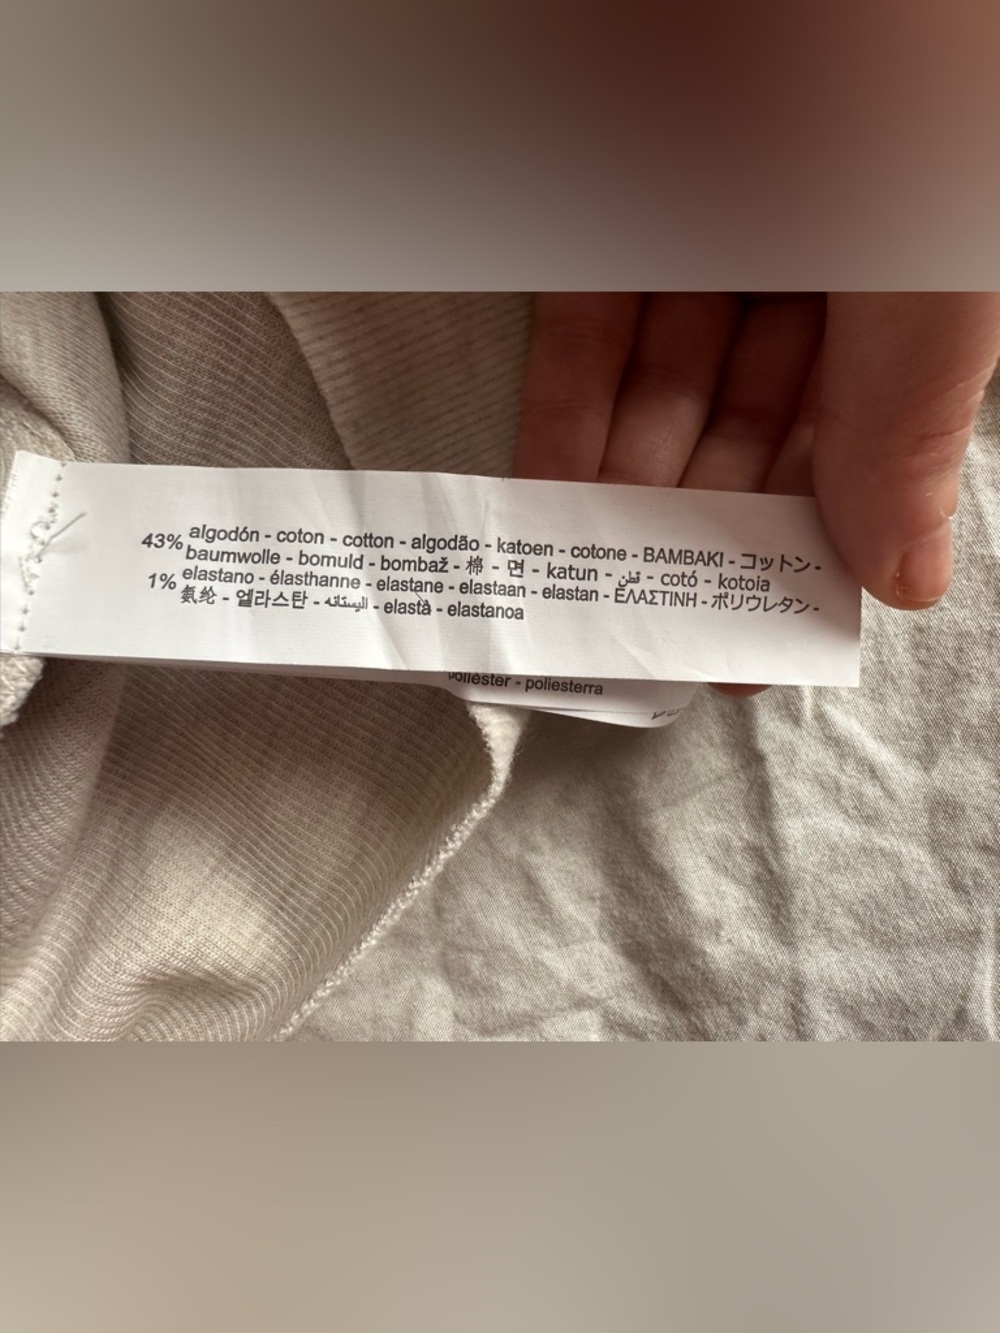 43% algodón - coton - cotton - algodão - katoen - cotone - BAMBAKI - コットン -
baumwolle - bomuld - bombaž - 棉 - 면 - katun - قطن - cotó - kotoia
1% elastano - élasthanne - elastane - elastaan - elastan - ΕΛΑΣΤΙΝΗ - ポリウレタン -
氨纶 - 엘라스탄 - اليستانه - elastà - elastanoa
polièster - poliesterra